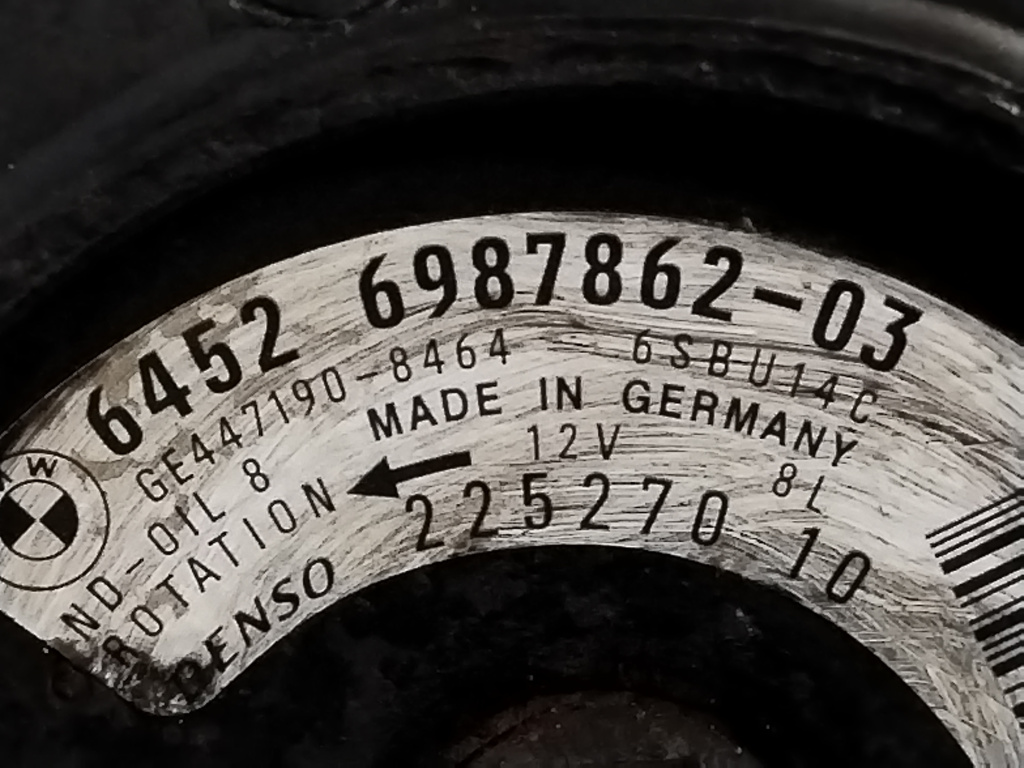 6452 6987862-03
GE447190-8464 6SBU14C
MADE IN GERMANY
ND-OIL 8 12V 8L
ROTATION 225270 10
DENSO